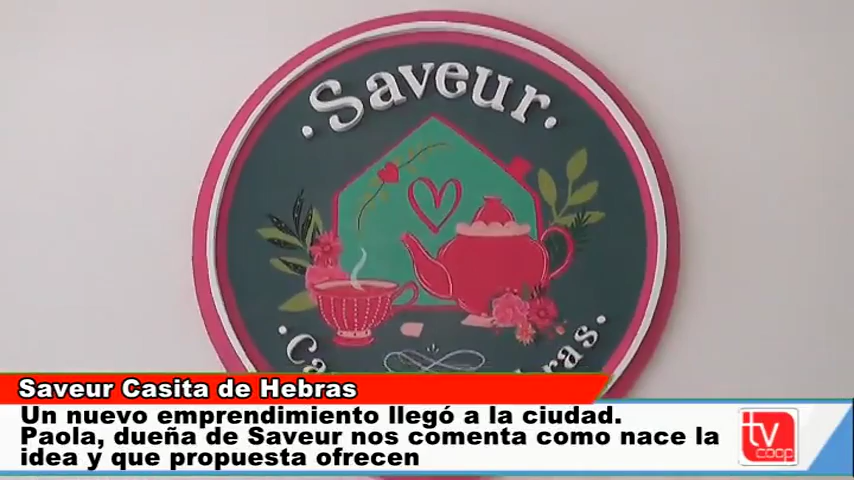 Saveur
Saveur Casita de Hebras
Un nuevo emprendimiento llegó a la ciudad.
Paola, dueña de Saveur nos comenta como nace la
idea y que propuesta ofrecen
tv
coop